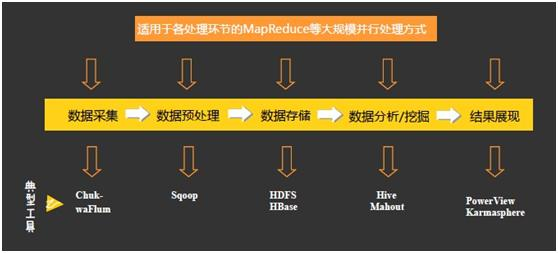 适用于各处理环节的MapReduce等大规模并行处理方式
数据采集 数据预处理 数据存储 数据分析/挖掘 结果展现
典型工具
Chuk-
waFlum
Sqoop
HDFS
HBase
Hive
Mahout
PowerView
Karmasphere